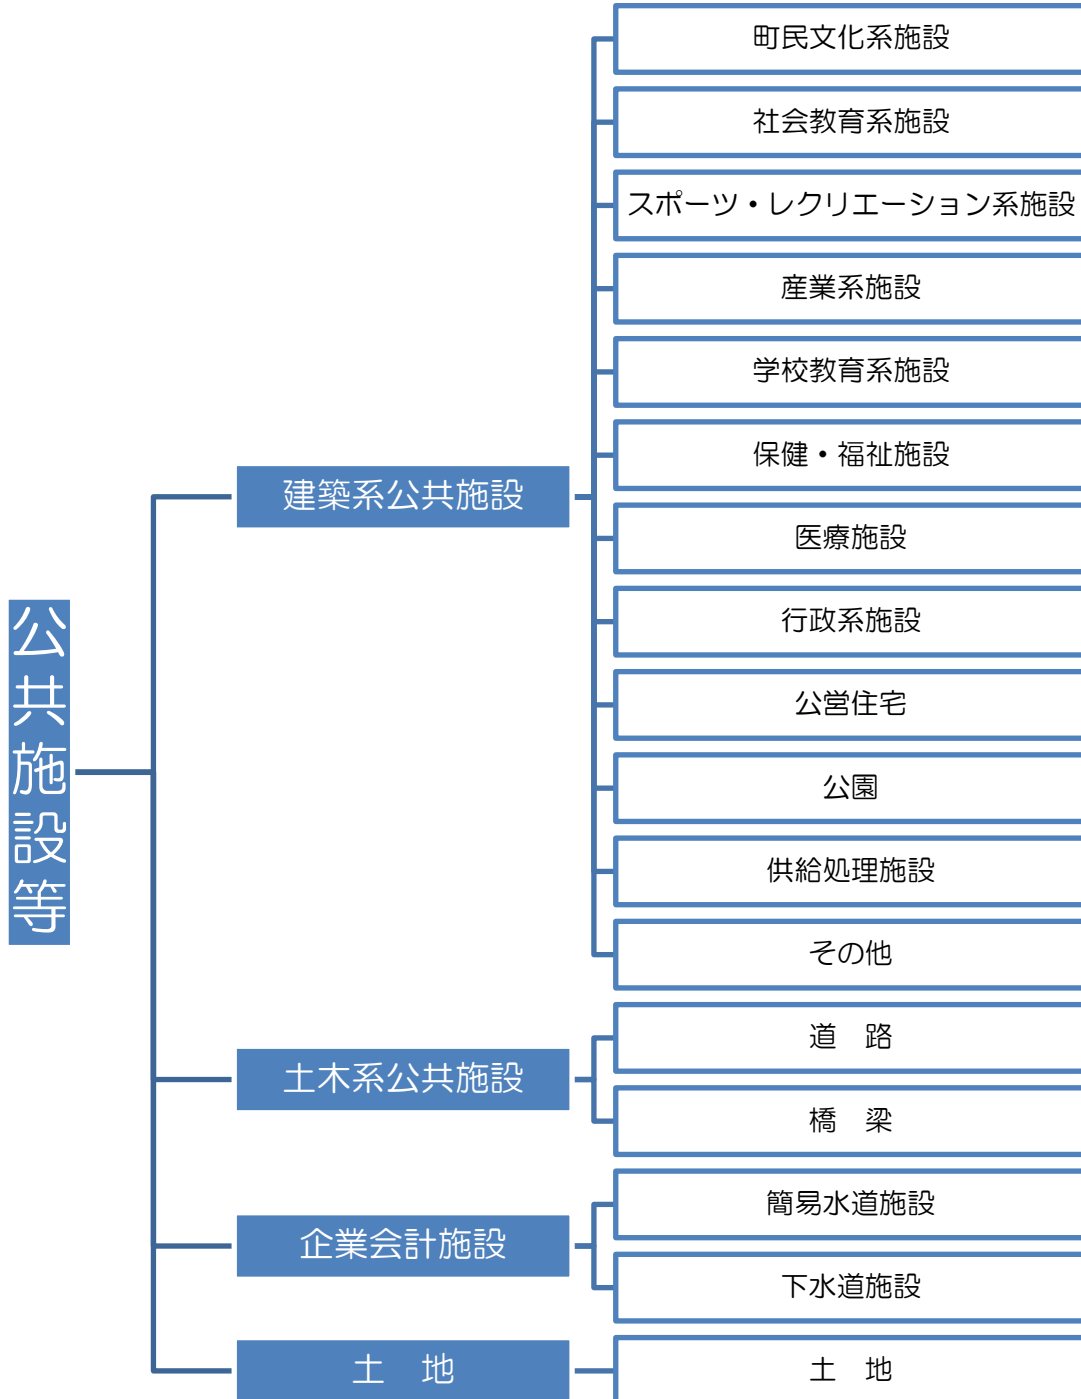 公共施設等
建築系公共施設
町民文化系施設
社会教育系施設
スポーツ・レクリエーション系施設
産業系施設
学校教育系施設
保健・福祉施設
医療施設
行政系施設
公営住宅
公園
供給処理施設
その他
土木系公共施設
道　路
橋　梁
企業会計施設
簡易水道施設
下水道施設
土　地
土　地